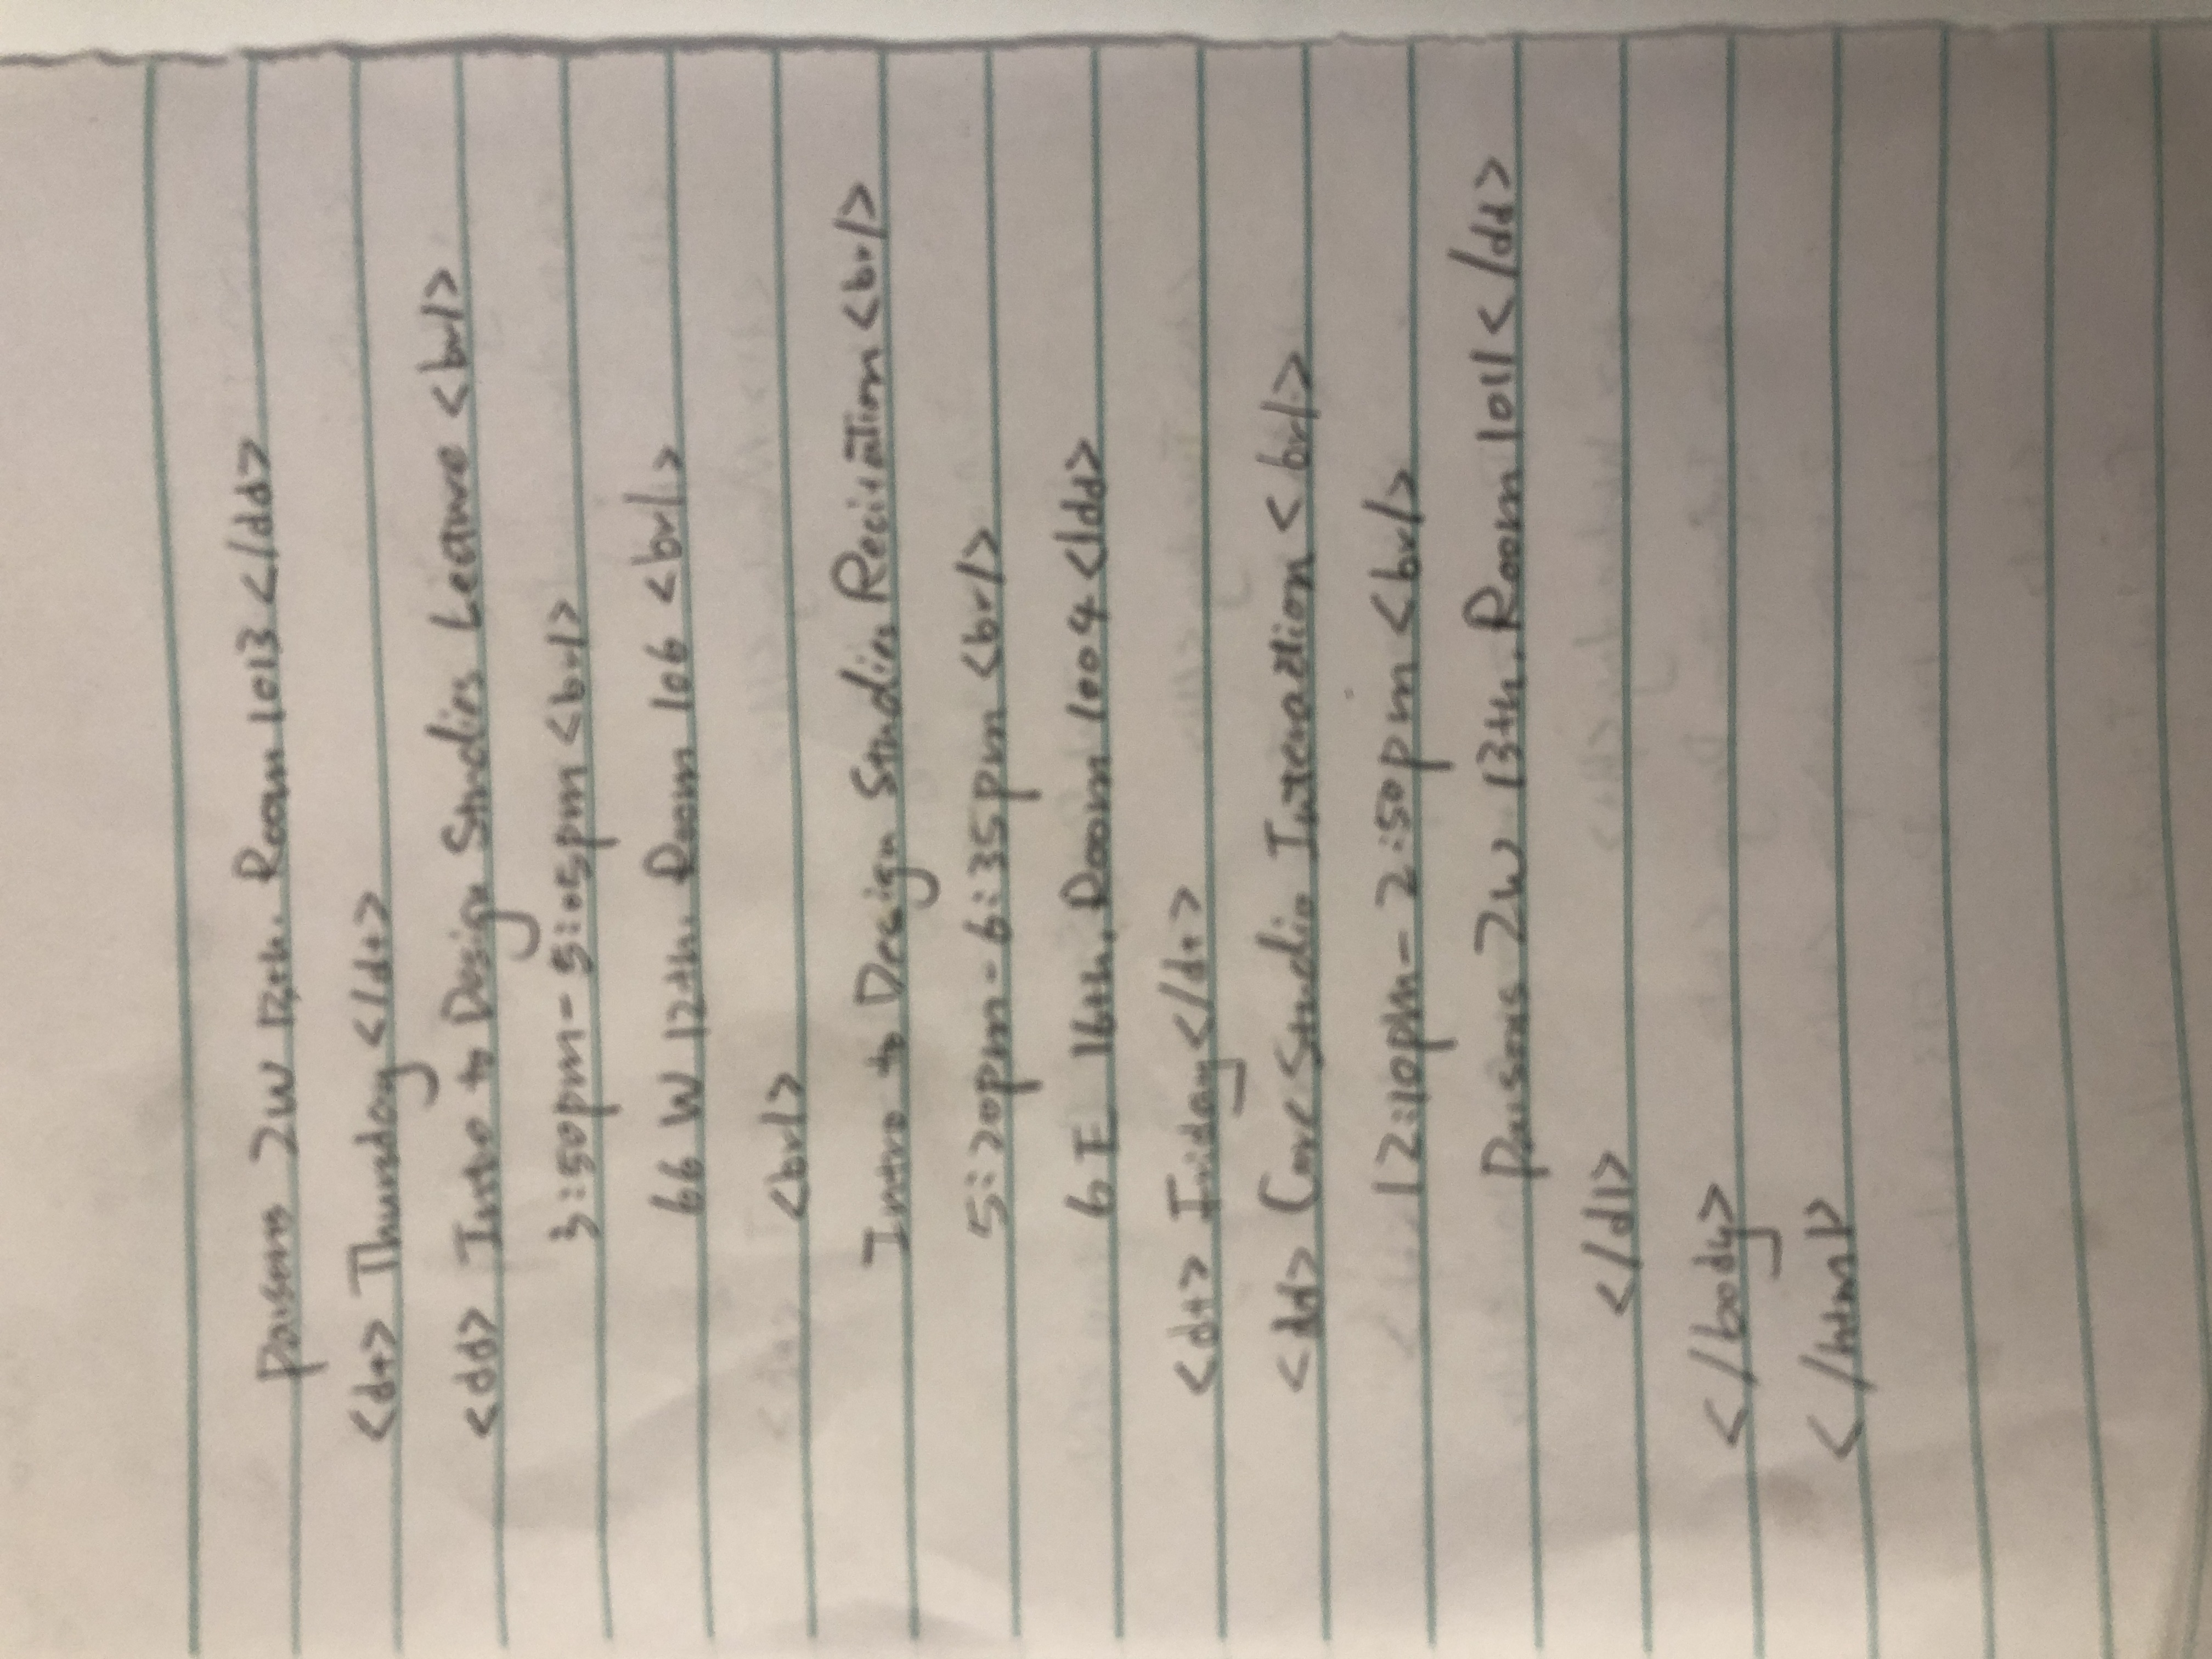 Parsons 2W 13th. Room 1013 </dd>
<dt> Thursday </dt>
<dd> Intro to Design Studies Lecture <br/>
3:50pm - 5:05pm <br/>
66 W 12th. Room 106 <br/>
<br/>
Intro to Design Studies Recitation <br/>
5:20pm - 6:35pm <br/>
6 E 16th. Room 1004 </dd>
<dt> Friday </dt>
<dd> Core Studio Interaction <br/>
12:10pm - 2:50pm <br/>
Parsons 2W 13th. Room 1011 </dd>
</dl>
</body>
</html>